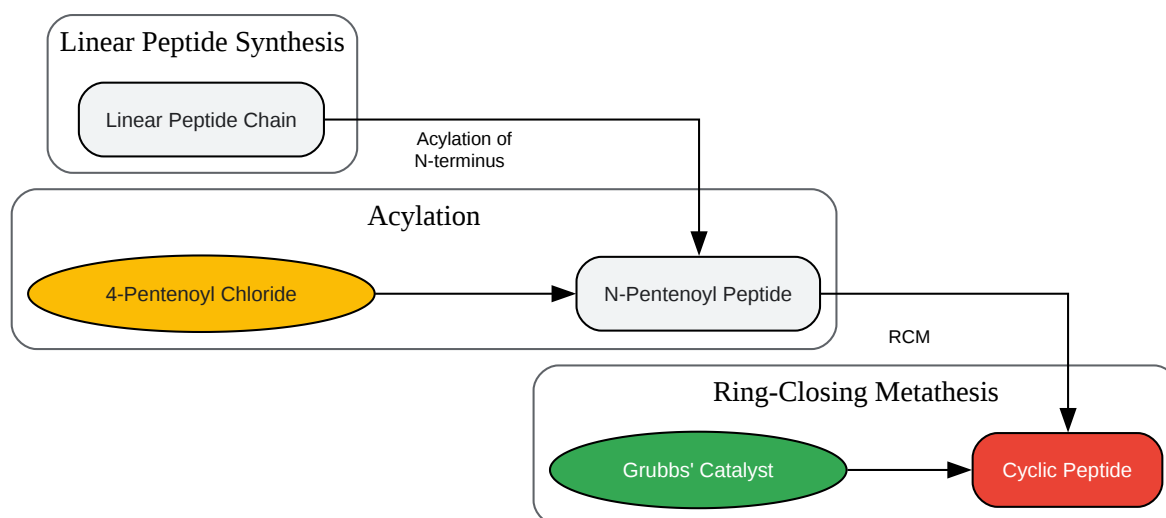 Linear Peptide Synthesis
Linear Peptide Chain
Acylation of
N-terminus
Acylation
4-Pentenoyl Chloride
N-Pentenoyl Peptide
RCM
Ring-Closing Metathesis
Grubbs' Catalyst
Cyclic Peptide